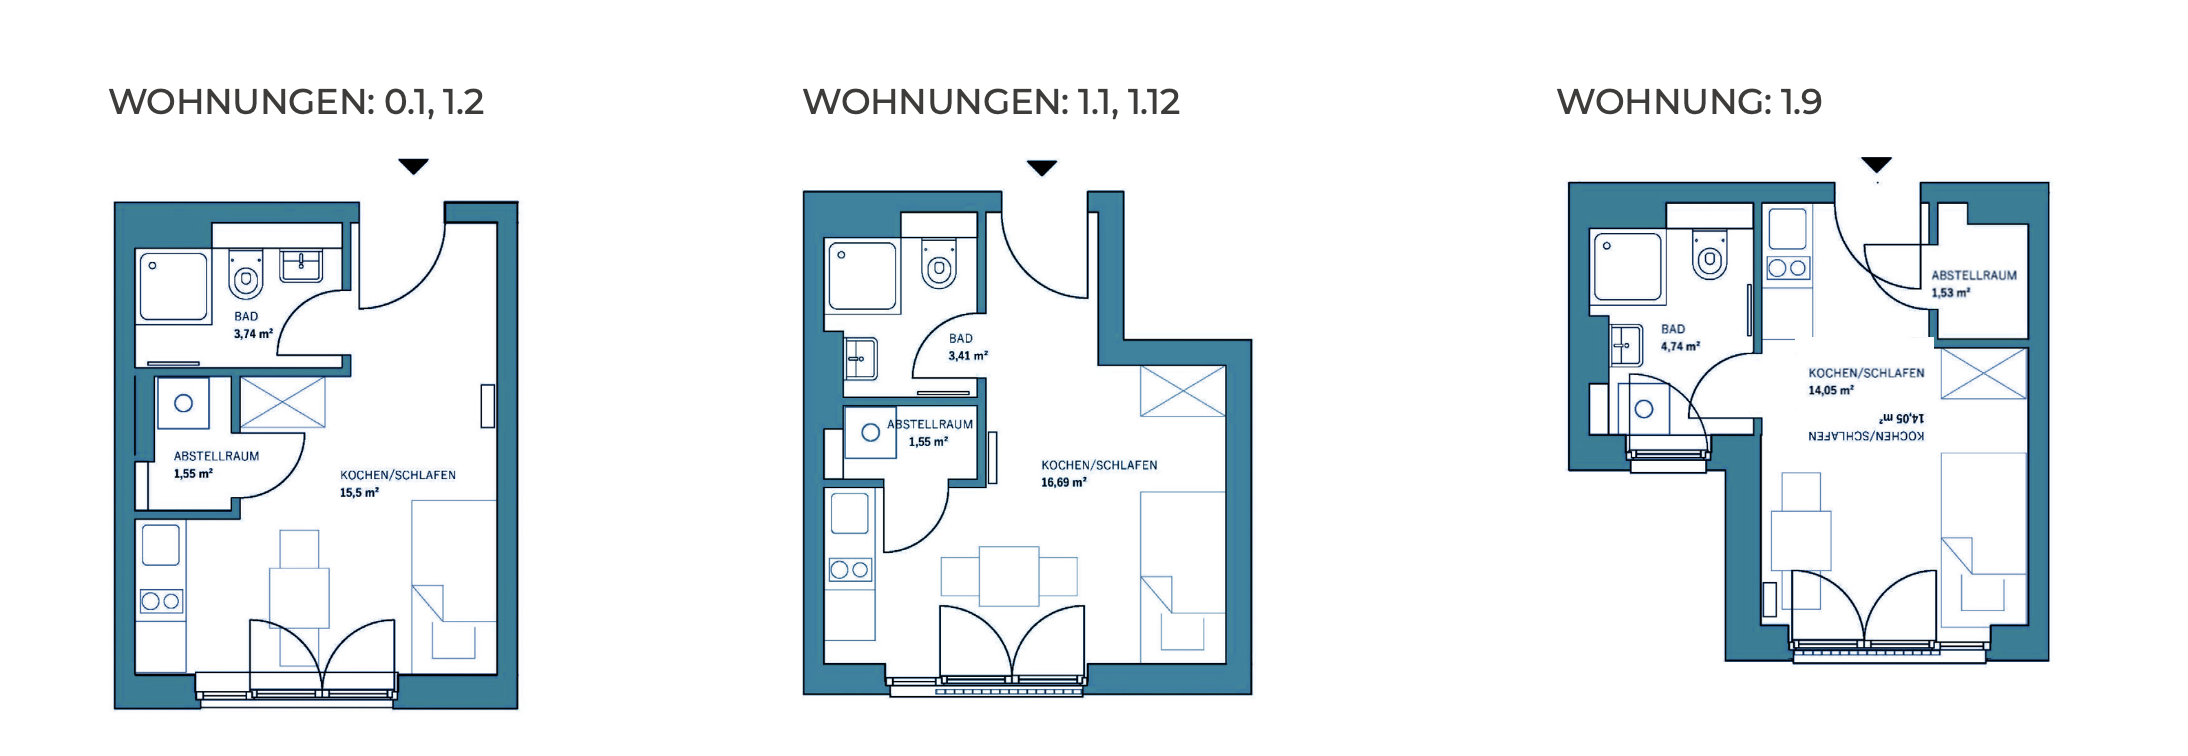 WOHNUNGEN: 0.1, 1.2
BAD
3,74 m²
ABSTELLRAUM
1,55 m²
KOCHEN/SCHLAFEN
15,5 m²
WOHNUNGEN: 1.1, 1.12
BAD
3,41 m²
ABSTELLRAUM
1,55 m²
KOCHEN/SCHLAFEN
16,69 m²
WOHNUNG: 1.9
ABSTELLRAUM
1,53 m²
BAD
4,74 m²
KOCHEN/SCHLAFEN
14,05 m²
KOCHEN/SCHLAFEN
14,05 m²